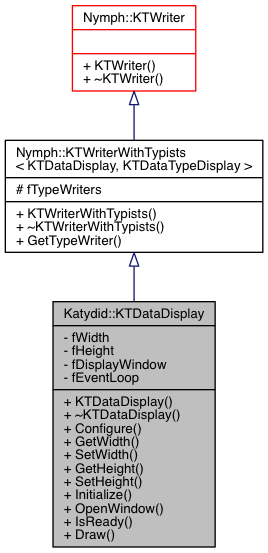 Nymph::KTWriter
+ KTWriter()
+ ~KTWriter()
Nymph::KTWriterWithTypists
< KTDataDisplay, KTDataTypeDisplay >
# fTypeWriters
+ KTWriterWithTypists()
+ ~KTWriterWithTypists()
+ GetTypeWriter()
Katydid::KTDataDisplay
- fWidth
- fHeight
- fDisplayWindow
- fEventLoop
+ KTDataDisplay()
+ ~KTDataDisplay()
+ Configure()
+ GetWidth()
+ SetWidth()
+ GetHeight()
+ SetHeight()
+ Initialize()
+ OpenWindow()
+ IsReady()
+ Draw()